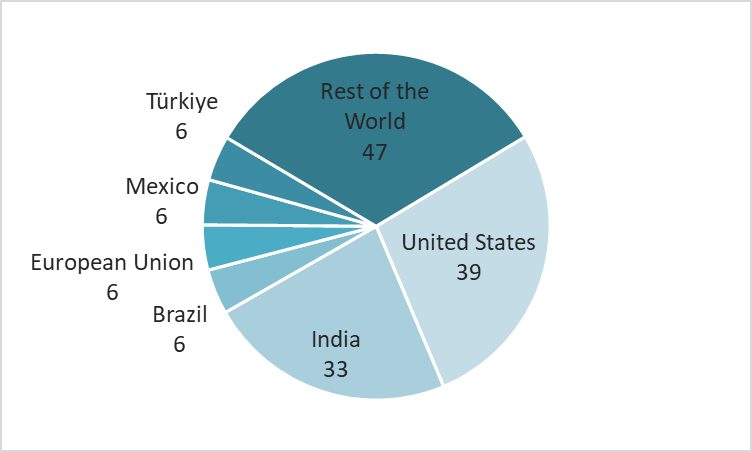 Rest of the
World
47
Türkiye
6
Mexico
6
United States
39
European Union
6
Brazil
6
India
33